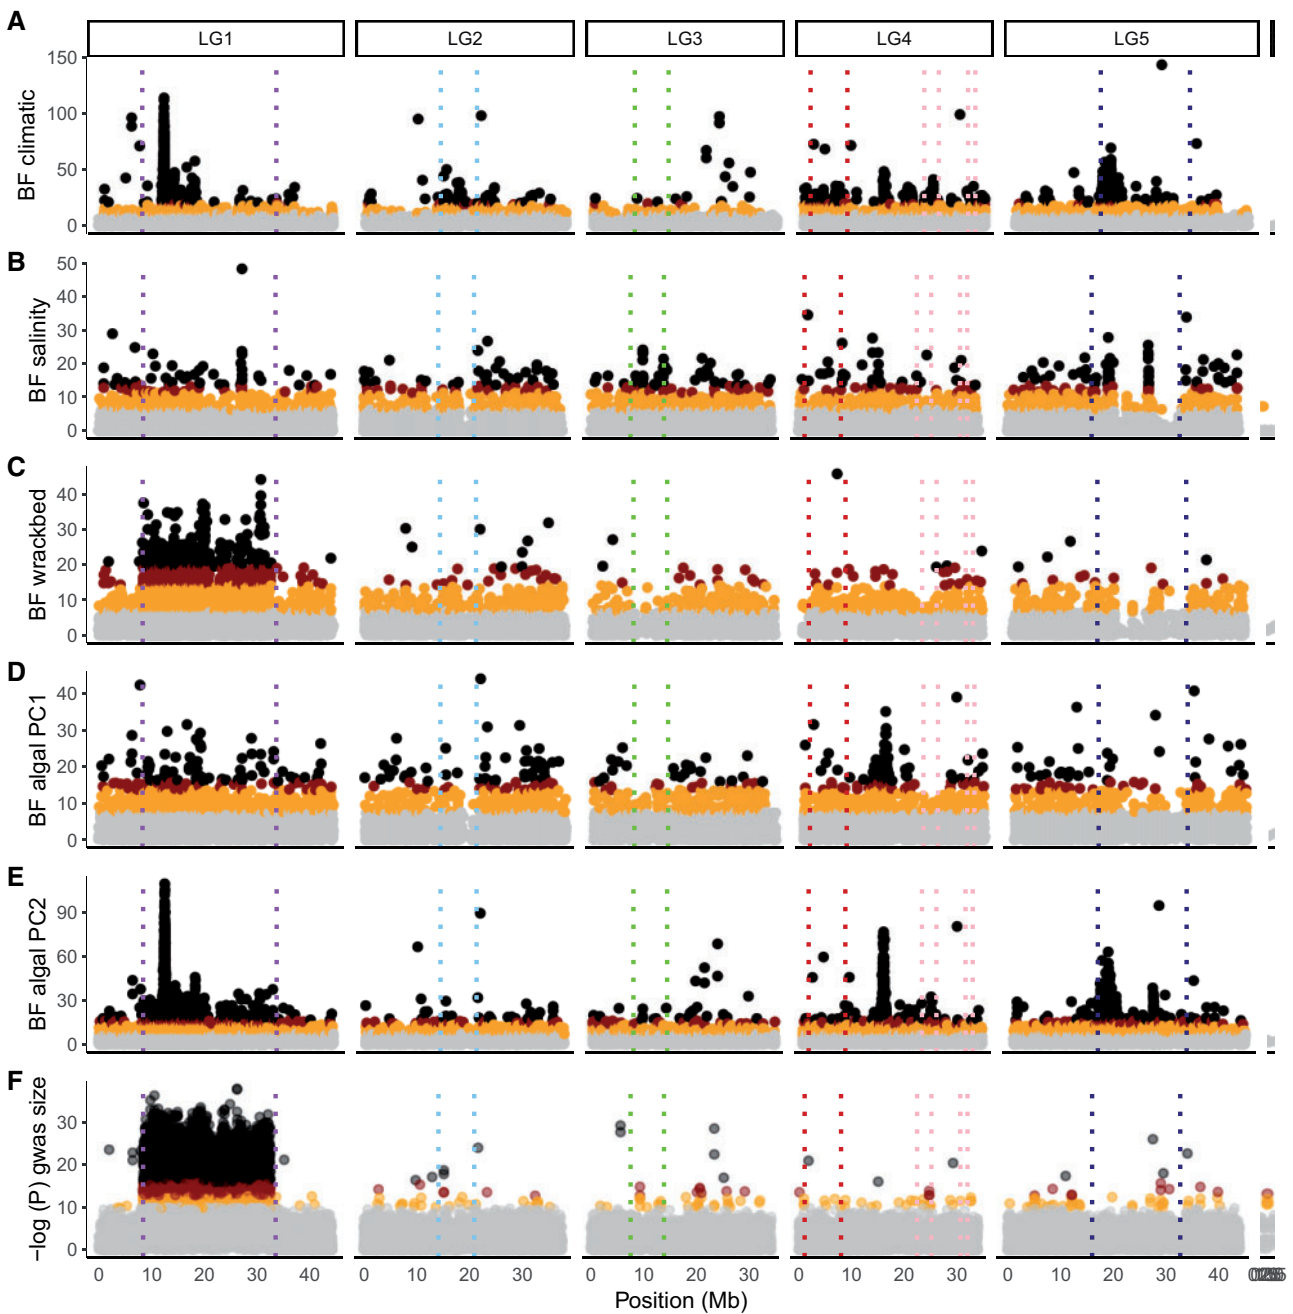 A
LG1 LG2 LG3 LG4 LG5
BF climatic
150
100
50
0
B
BF salinity
50
40
30
20
10
0
C
BF wrackbed
40
30
20
10
0
D
BF algal PC1
40
30
20
10
0
E
BF algal PC2
90
60
30
0
F
−log (P) gwas size
30
20
10
0
0 10 20 30 40 0 10 20 30 0 10 20 30 0 10 20 30 0 10 20 30 40
Position (Mb)